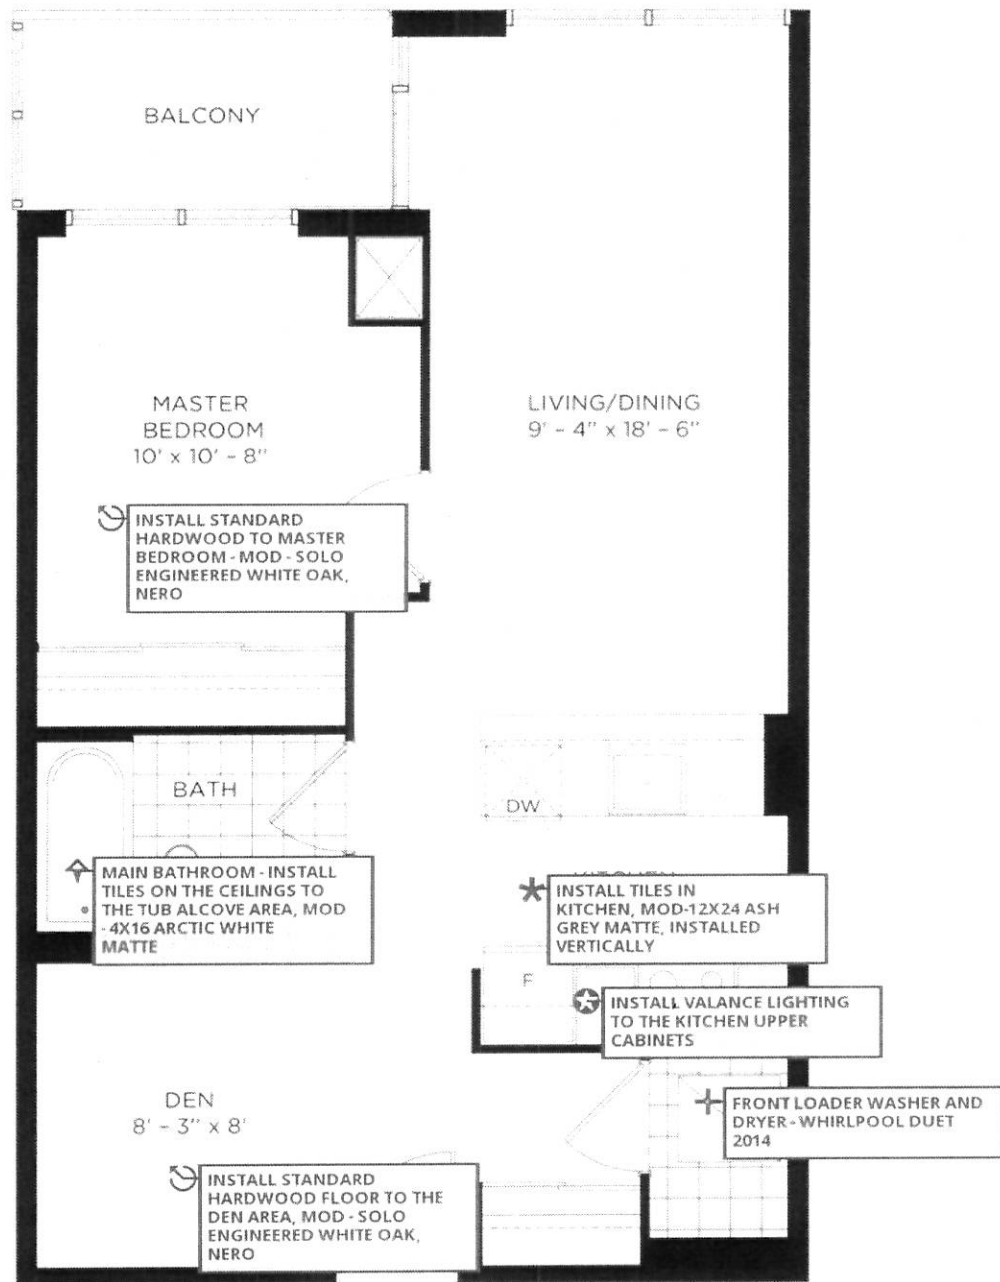 BALCONY
MASTER
BEDROOM
10' x 10' - 8"
LIVING/DINING
9' - 4" x 18' - 6"
INSTALL STANDARD
HARDWOOD TO MASTER
BEDROOM - MOD - SOLO
ENGINEERED WHITE OAK,
NERO
BATH
DW
MAIN BATHROOM - INSTALL
TILES ON THE CEILINGS TO
THE TUB ALCOVE AREA, MOD
- 4X16 ARCTIC WHITE
MATTE
INSTALL TILES IN
KITCHEN, MOD-12X24 ASH
GREY MATTE, INSTALLED
VERTICALLY
F
INSTALL VALANCE LIGHTING
TO THE KITCHEN UPPER
CABINETS
DEN
8' - 3" x 8'
FRONT LOADER WASHER AND
DRYER - WHIRLPOOL DUET
2014
INSTALL STANDARD
HARDWOOD FLOOR TO THE
DEN AREA, MOD - SOLO
ENGINEERED WHITE OAK,
NERO